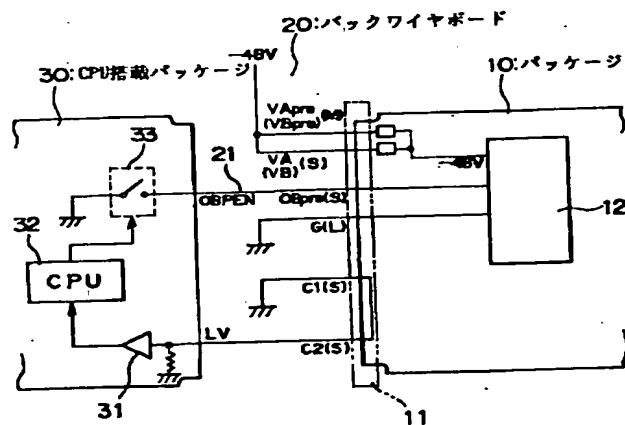 20:バックワイヤボード
-48V
30:CPU搭載パッケージ
10:パッケージ
VApre
(VBpre)(M)
33
21
VA
(VB)(S)
-48V
OBPEN
OBpre(S)
12
32
G(L)
CPU
C1(S)
LV
C2(S)
31
11